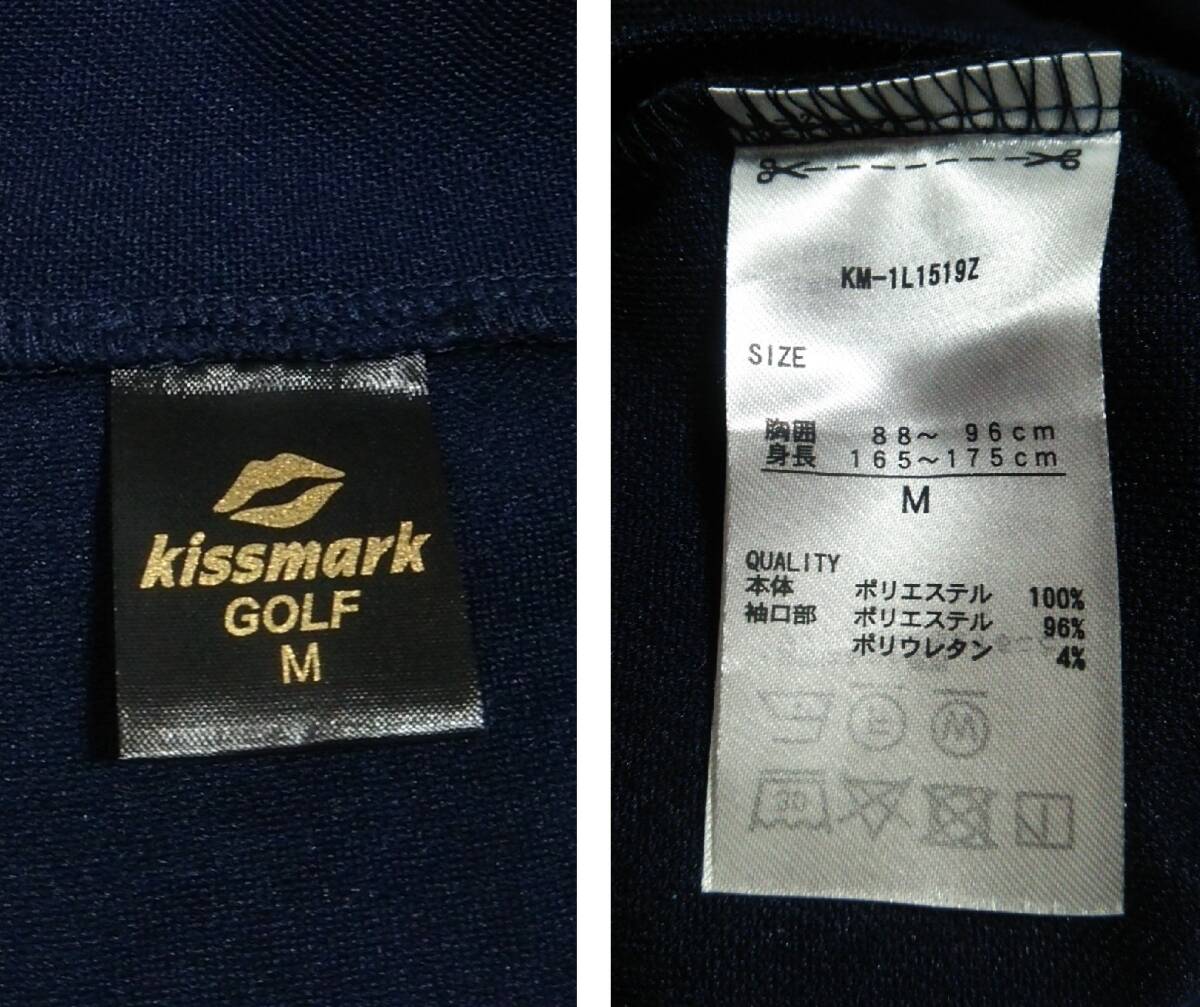 kissmark
GOLF
M
KM-1L1519Z
SIZE
胸囲 88～ 96cm
身長 165～175cm
M
QUALITY
本体 ポリエステル 100%
袖口部 ポリエステル 96%
ポリウレタン 4%